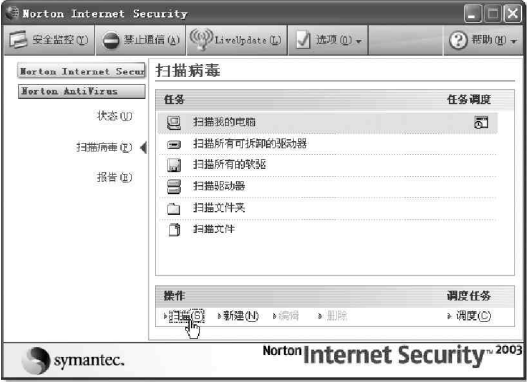 Norton Internet Security
安全监控(O) 禁止通信(A) LiveUpdate(L) 选项(O) 帮助(H)
Norton Internet Secur
Norton AntiVirus
状态(U)
扫描病毒(E)
报告(R)
扫描病毒
任务 任务调度
扫描我的电脑
扫描所有可拆卸的驱动器
扫描所有的软驱
扫描驱动器
扫描文件夹
扫描文件
操作 调度任务
扫描(S) 新建(N) 编辑 删除 调度(C)
symantec. Norton Internet Security™ 2003